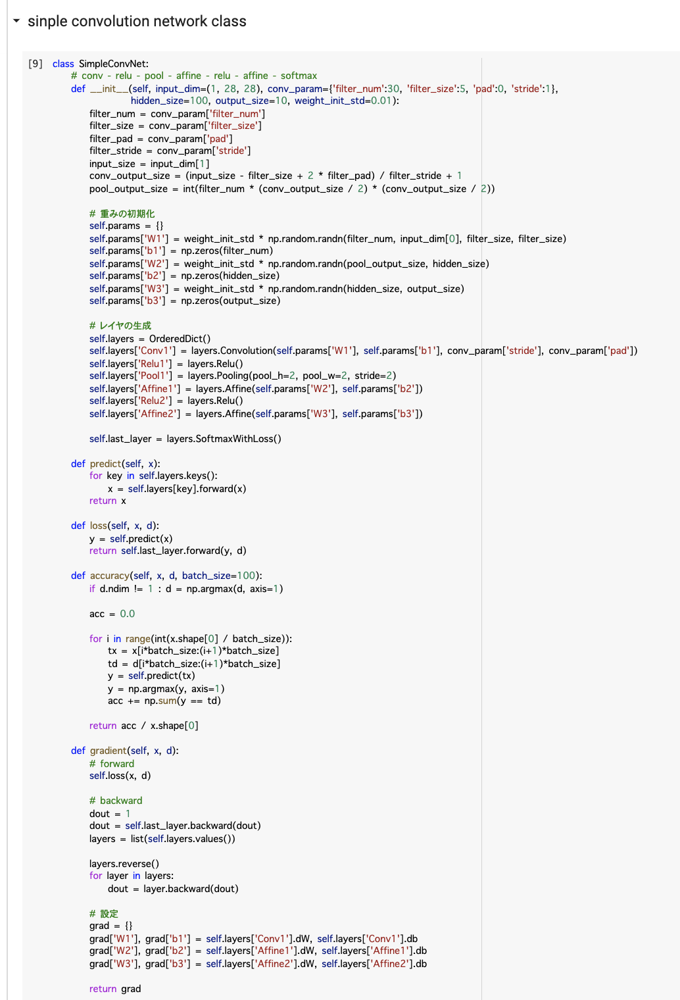 sinple convolution network class
[9] class SimpleConvNet:
# conv - relu - pool - affine - relu - affine - softmax
def __init__(self, input_dim=(1, 28, 28), conv_param={'filter_num':30, 'filter_size':5, 'pad':0, 'stride':1},
hidden_size=100, output_size=10, weight_init_std=0.01):
filter_num = conv_param['filter_num']
filter_size = conv_param['filter_size']
filter_pad = conv_param['pad']
filter_stride = conv_param['stride']
input_size = input_dim[1]
conv_output_size = (input_size - filter_size + 2 * filter_pad) / filter_stride + 1
pool_output_size = int(filter_num * (conv_output_size / 2) * (conv_output_size / 2))
# 重みの初期化
self.params = {}
self.params['W1'] = weight_init_std * np.random.randn(filter_num, input_dim[0], filter_size, filter_size)
self.params['b1'] = np.zeros(filter_num)
self.params['W2'] = weight_init_std * np.random.randn(pool_output_size, hidden_size)
self.params['b2'] = np.zeros(hidden_size)
self.params['W3'] = weight_init_std * np.random.randn(hidden_size, output_size)
self.params['b3'] = np.zeros(output_size)
# レイヤの生成
self.layers = OrderedDict()
self.layers['Conv1'] = layers.Convolution(self.params['W1'], self.params['b1'], conv_param['stride'], conv_param['pad'])
self.layers['Relu1'] = layers.Relu()
self.layers['Pool1'] = layers.Pooling(pool_h=2, pool_w=2, stride=2)
self.layers['Affine1'] = layers.Affine(self.params['W2'], self.params['b2'])
self.layers['Relu2'] = layers.Relu()
self.layers['Affine2'] = layers.Affine(self.params['W3'], self.params['b3'])
self.last_layer = layers.SoftmaxWithLoss()
def predict(self, x):
for key in self.layers.keys():
x = self.layers[key].forward(x)
return x
def loss(self, x, d):
y = self.predict(x)
return self.last_layer.forward(y, d)
def accuracy(self, x, d, batch_size=100):
if d.ndim != 1 : d = np.argmax(d, axis=1)
acc = 0.0
for i in range(int(x.shape[0] / batch_size)):
tx = x[i*batch_size:(i+1)*batch_size]
td = d[i*batch_size:(i+1)*batch_size]
y = self.predict(tx)
y = np.argmax(y, axis=1)
acc += np.sum(y == td)
return acc / x.shape[0]
def gradient(self, x, d):
# forward
self.loss(x, d)
# backward
dout = 1
dout = self.last_layer.backward(dout)
layers = list(self.layers.values())
layers.reverse()
for layer in layers:
dout = layer.backward(dout)
# 設定
grad = {}
grad['W1'], grad['b1'] = self.layers['Conv1'].dW, self.layers['Conv1'].db
grad['W2'], grad['b2'] = self.layers['Affine1'].dW, self.layers['Affine1'].db
grad['W3'], grad['b3'] = self.layers['Affine2'].dW, self.layers['Affine2'].db
return grad